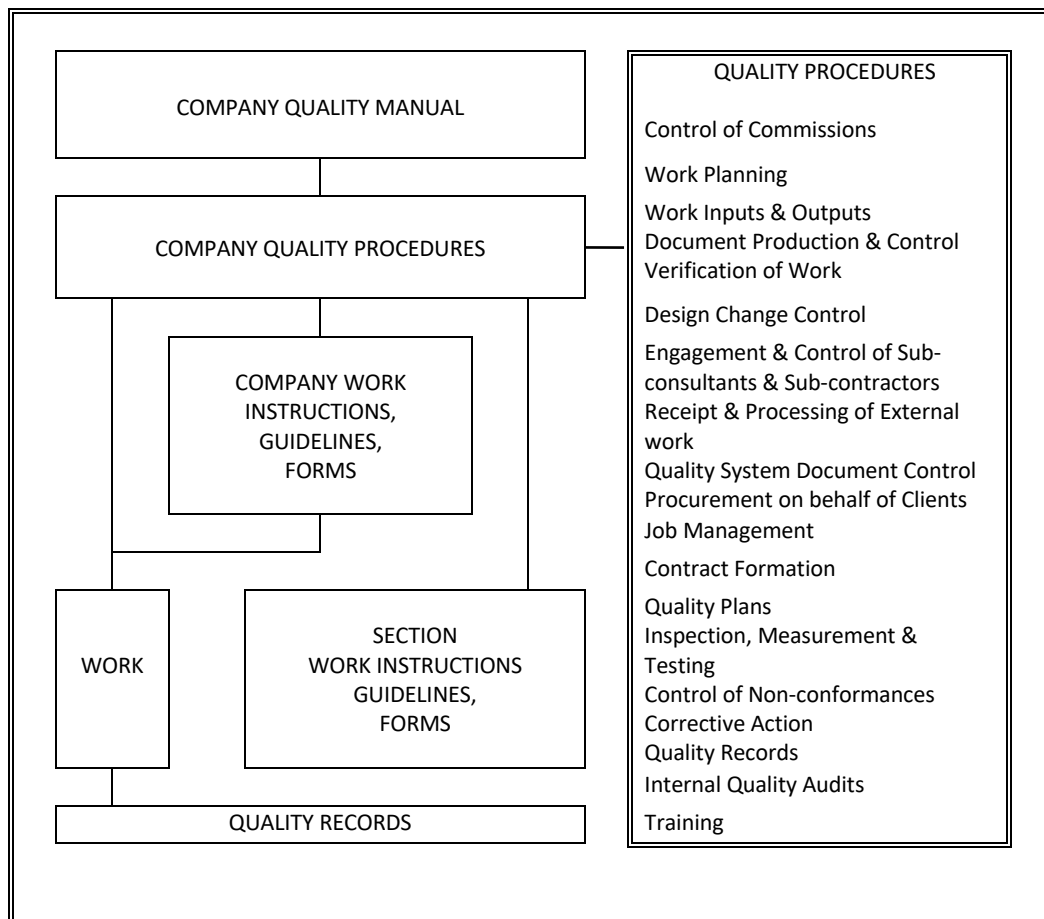 COMPANY QUALITY MANUAL
COMPANY QUALITY PROCEDURES
COMPANY WORK
INSTRUCTIONS,
GUIDELINES,
FORMS
WORK
SECTION
WORK INSTRUCTIONS
GUIDELINES,
FORMS
QUALITY RECORDS
QUALITY PROCEDURES
Control of Commissions
Work Planning
Work Inputs & Outputs
Document Production & Control
Verification of Work
Design Change Control
Engagement & Control of Sub-
consultants & Sub-contractors
Receipt & Processing of External
work
Quality System Document Control
Procurement on behalf of Clients
Job Management
Contract Formation
Quality Plans
Inspection, Measurement &
Testing
Control of Non-conformances
Corrective Action
Quality Records
Internal Quality Audits
Training